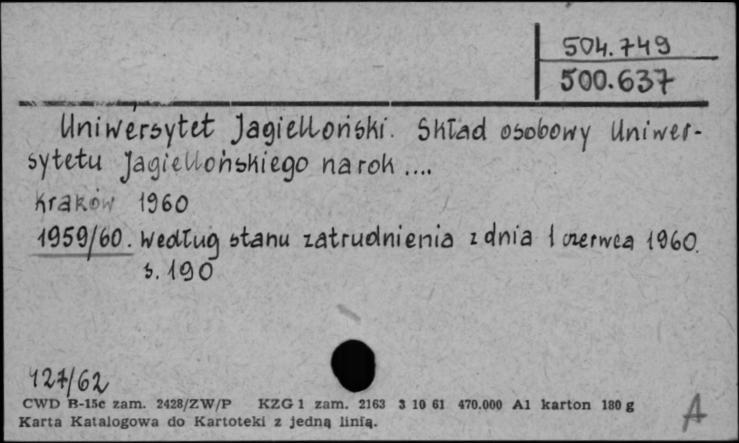 504.749
500.637
Uniwersytet Jagielloński. Skład osobowy Uniwer-
sytetu Jagiellońskiego na rok ....
Kraków 1960
1959/60. Według stanu zatrudnienia z dnia 1 czerwca 1960.
s. 190
127/62
CWD B-15c zam. 2428/ZW/P KZG 1 zam. 2163 3 10 61 470.000 A1 karton 180 g
Karta Katalogowa do Kartoteki z jedną linią.
A